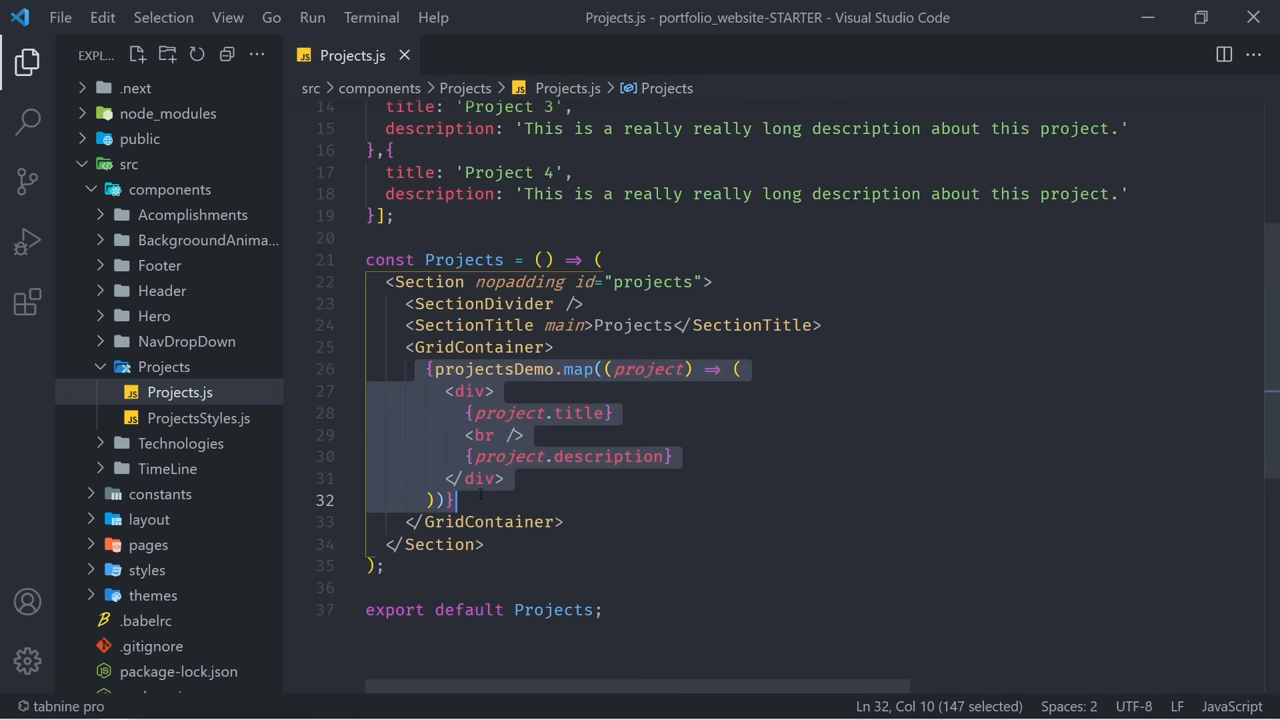 File Edit Selection View Go Run Terminal Help Projects.js - portfolio_website-STARTER - Visual Studio Code
EXPL...
.next
node_modules
public
src
components
Acomplishments
BackgrooundAnima...
Footer
Header
Hero
NavDropDown
Projects
Projects.js
ProjectsStyles.js
Technologies
TimeLine
constants
layout
pages
styles
themes
.babelrc
.gitignore
package-lock.json
JS Projects.js
src > components > Projects > JS Projects.js > Projects
14 title: 'Project 3',
15 description: 'This is a really really long description about this project.'
16 },{
17 title: 'Project 4',
18 description: 'This is a really really long description about this project.'
19 }];
20
21 const Projects = () => (
22 <Section nopadding id="projects">
23 <SectionDivider />
24 <SectionTitle main>Projects</SectionTitle>
25 <GridContainer>
26 {projectsDemo.map((project) => (
27 <div>
28 {project.title}
29 <br />
30 {project.description}
31 </div>
32 ))}
33 </GridContainer>
34 </Section>
35 );
36
37 export default Projects;
tabnine pro Ln 32, Col 10 (147 selected) Spaces: 2 UTF-8 LF JavaScript